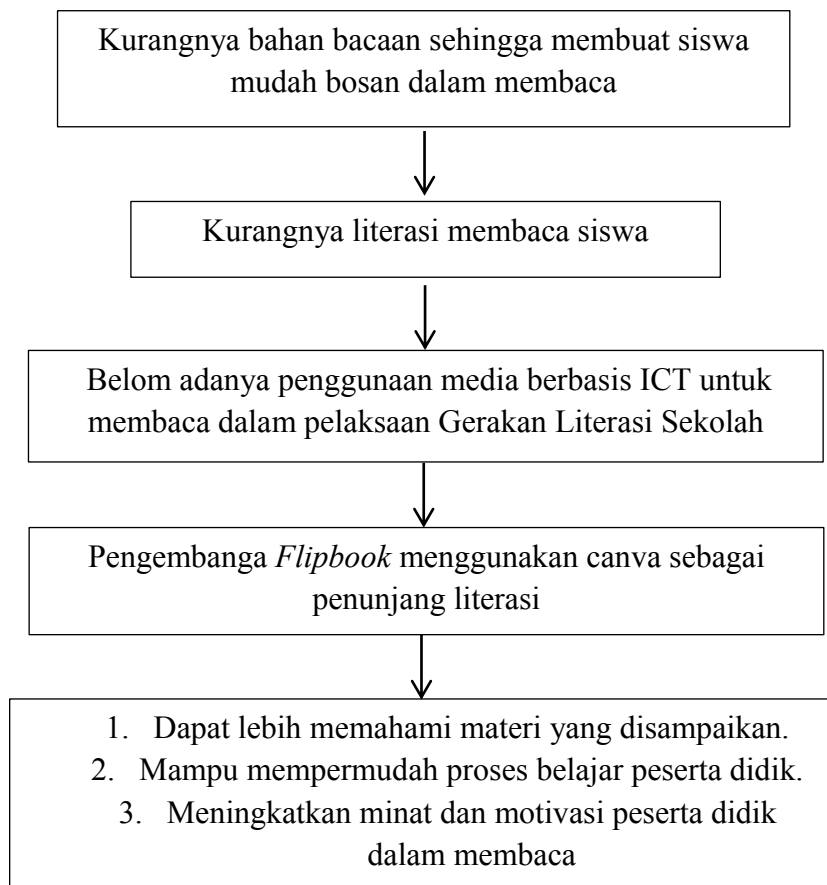 Kurangnya bahan bacaan sehingga membuat siswa
mudah bosan dalam membaca
Kurangnya literasi membaca siswa
Belom adanya penggunaan media berbasis ICT untuk
membaca dalam pelaksaan Gerakan Literasi Sekolah
Pengembanga Flipbook menggunakan canva sebagai
penunjang literasi
1. Dapat lebih memahami materi yang disampaikan.
2. Mampu mempermudah proses belajar peserta didik.
3. Meningkatkan minat dan motivasi peserta didik
dalam membaca